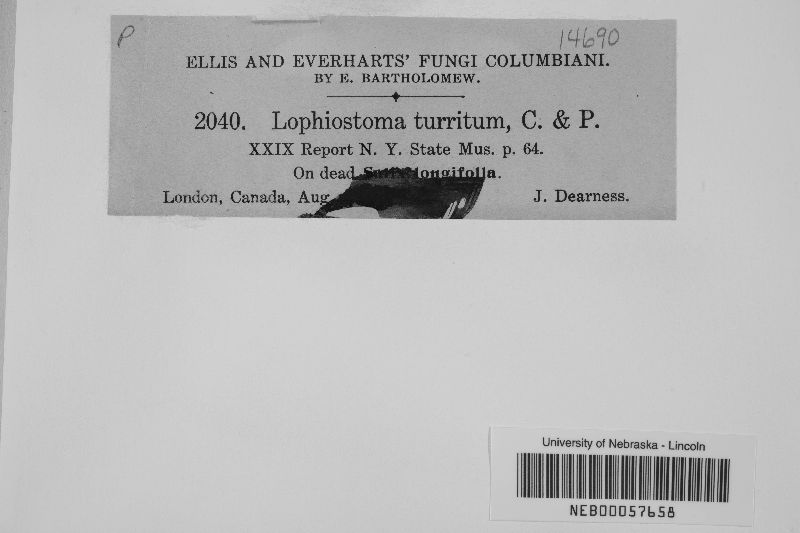 P
14690
ELLIS AND EVERHARTS' FUNGI COLUMBIANI.
BY E. BARTHOLOMEW.
2040. Lophiostoma turritum, C. & P.
XXIX Report N. Y. State Mus. p. 64.
On dead longifolia.
London, Canada, Aug
J. Dearness.
University of Nebraska - Lincoln
NEB00057658